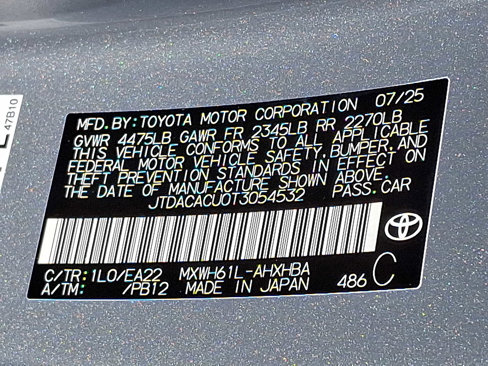 47B10
MFD.BY:TOYOTA MOTOR CORPORATION 07/25
GVWR 4475LB GAWR FR 2345LB RR 2270LB
THIS VEHICLE CONFORMS TO ALL APPLICABLE
FEDERAL MOTOR VEHICLE SAFETY,BUMPER,AND
THEFT PREVENTION STANDARDS IN EFFECT ON
THE DATE OF MANUFACTURE SHOWN ABOVE.
JTDACACU0T3054532 PASS.CAR
C/TR:1L0/EA22 MXWH61L-AHXHBA
A/TM: /PB12 MADE IN JAPAN 486 C